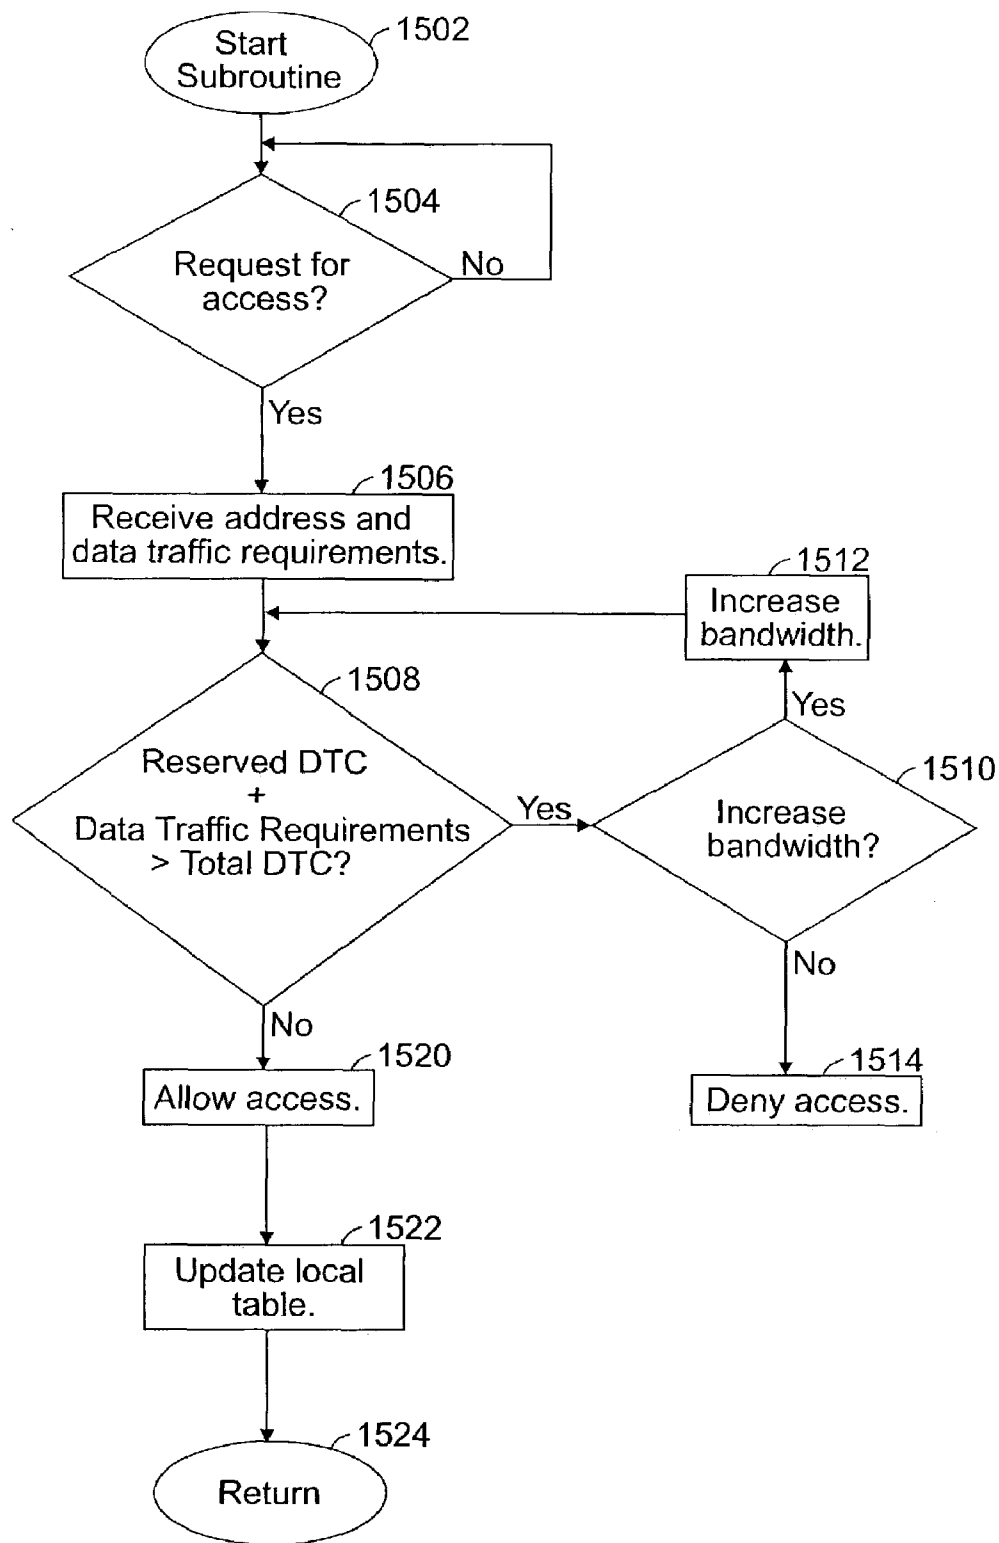 1502
Start
Subroutine
1504
Request for
access?
No
Yes
1506
Receive address and
data traffic requirements.
1512
Increase
bandwidth.
Yes
1508
Reserved DTC
+
Data Traffic Requirements
> Total DTC?
Yes
1510
Increase
bandwidth?
No
No
1520
Allow access.
1514
Deny access.
1522
Update local
table.
1524
Return